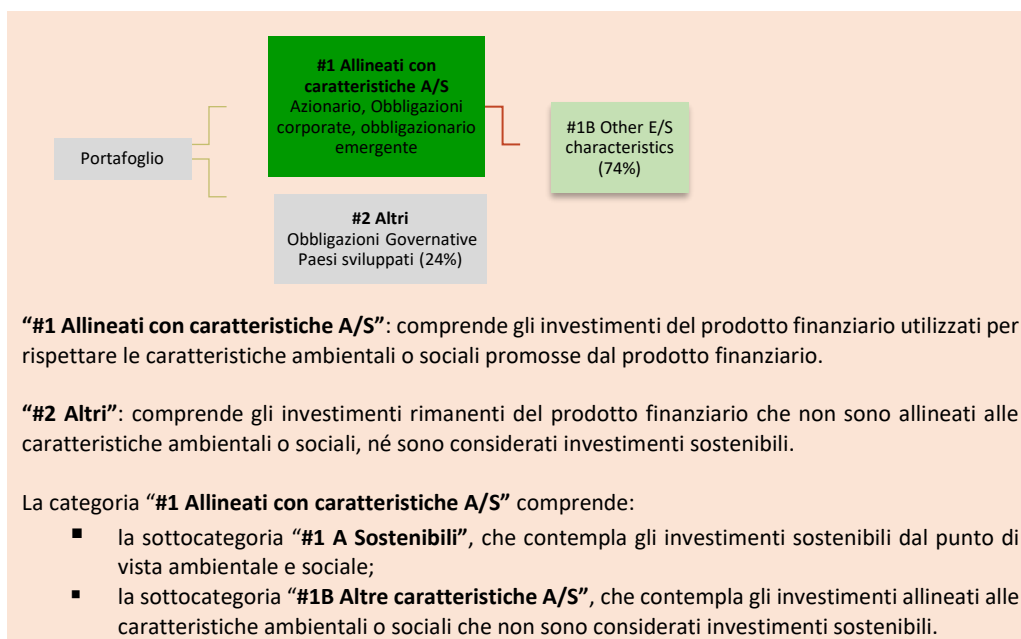 #1 Allineati con
caratteristiche A/S
Azionario, Obbligazioni
corporate, obbligazionario
emergente
Portafoglio
#1B Other E/S
characteristics
(74%)
#2 Altri
Obbligazioni Governative
Paesi sviluppati (24%)
“#1 Allineati con caratteristiche A/S”: comprende gli investimenti del prodotto finanziario utilizzati per
rispettare le caratteristiche ambientali o sociali promosse dal prodotto finanziario.
“#2 Altri”: comprende gli investimenti rimanenti del prodotto finanziario che non sono allineati alle
caratteristiche ambientali o sociali, né sono considerati investimenti sostenibili.
La categoria “#1 Allineati con caratteristiche A/S” comprende:
▪ la sottocategoria “#1 A Sostenibili”, che contempla gli investimenti sostenibili dal punto di
vista ambientale e sociale;
▪ la sottocategoria “#1B Altre caratteristiche A/S”, che contempla gli investimenti allineati alle
caratteristiche ambientali o sociali che non sono considerati investimenti sostenibili.